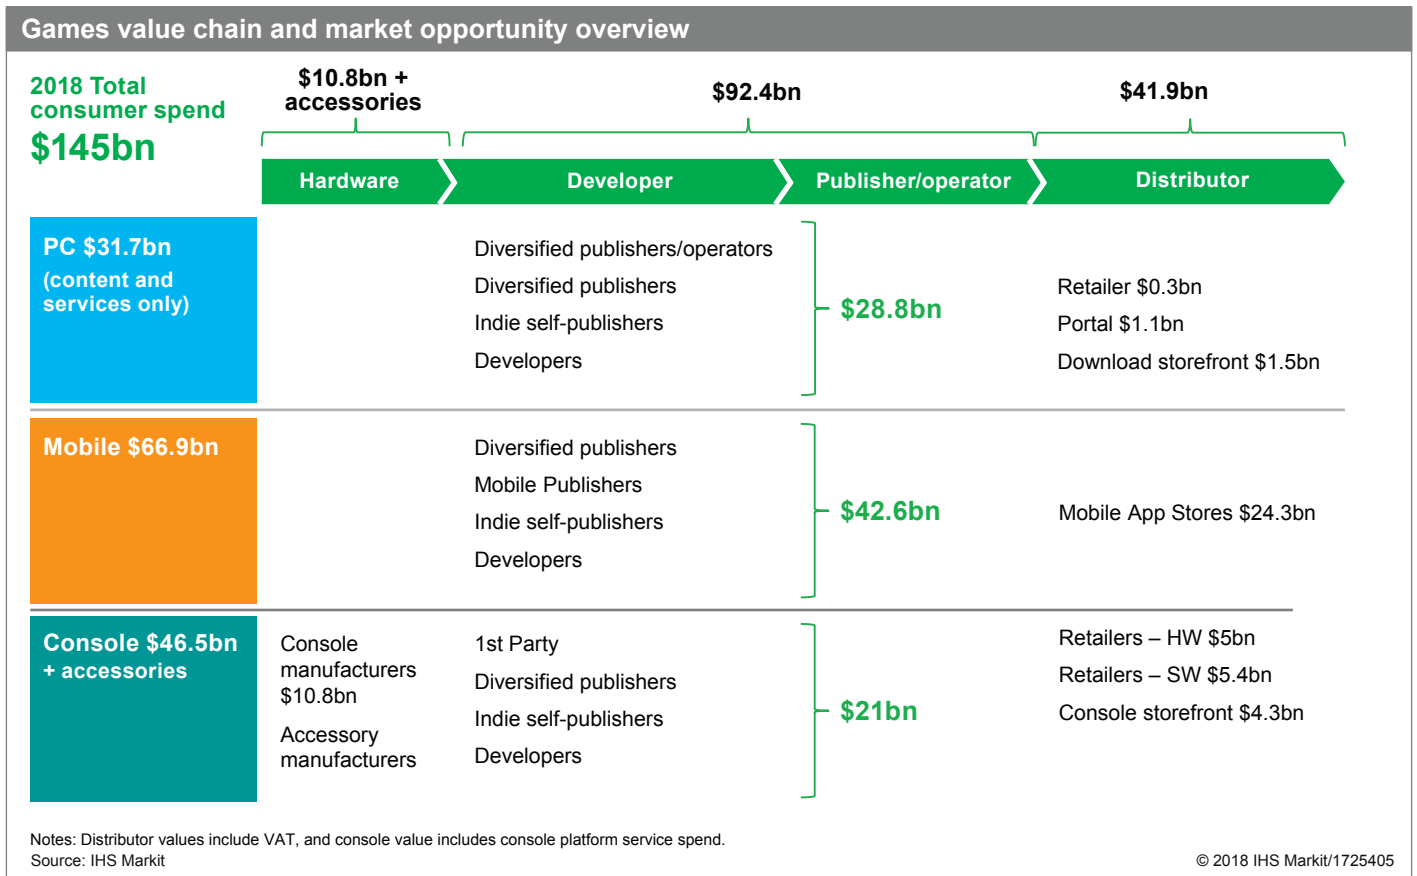 Games value chain and market opportunity overview
2018 Total
consumer spend
$145bn
$10.8bn +
accessories
$92.4bn
$41.9bn
Hardware
Developer
Publisher/operator
Distributor
PC $31.7bn
(content and
services only)
Diversified publishers/operators
Diversified publishers
Indie self-publishers
Developers
$28.8bn
Retailer $0.3bn
Portal $1.1bn
Download storefront $1.5bn
Mobile $66.9bn
Diversified publishers
Mobile Publishers
Indie self-publishers
Developers
$42.6bn
Mobile App Stores $24.3bn
Console $46.5bn
+ accessories
Console
manufacturers
$10.8bn
Accessory
manufacturers
1st Party
Diversified publishers
Indie self-publishers
Developers
$21bn
Retailers – HW $5bn
Retailers – SW $5.4bn
Console storefront $4.3bn
Notes: Distributor values include VAT, and console value includes console platform service spend.
Source: IHS Markit
© 2018 IHS Markit/1725405